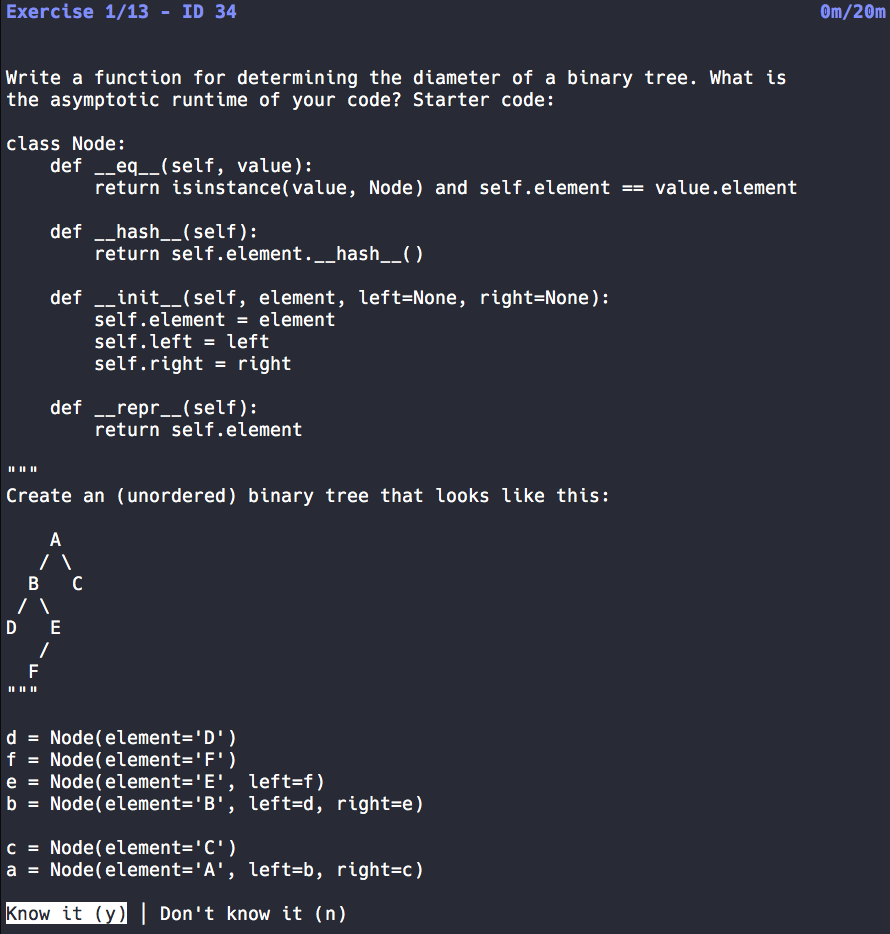 Exercise 1/13 - ID 34 0m/20m
Write a function for determining the diameter of a binary tree. What is
the asymptotic runtime of your code? Starter code:
class Node:
    def __eq__(self, value):
        return isinstance(value, Node) and self.element == value.element
    def __hash__(self):
        return self.element.__hash__()
    def __init__(self, element, left=None, right=None):
        self.element = element
        self.left = left
        self.right = right
    def __repr__(self):
        return self.element
"""
Create an (unordered) binary tree that looks like this:
    A
   / \
  B   C
 / \
D   E
   /
  F
"""
d = Node(element='D')
f = Node(element='F')
e = Node(element='E', left=f)
b = Node(element='B', left=d, right=e)
c = Node(element='C')
a = Node(element='A', left=b, right=c)
Know it (y) | Don't know it (n)